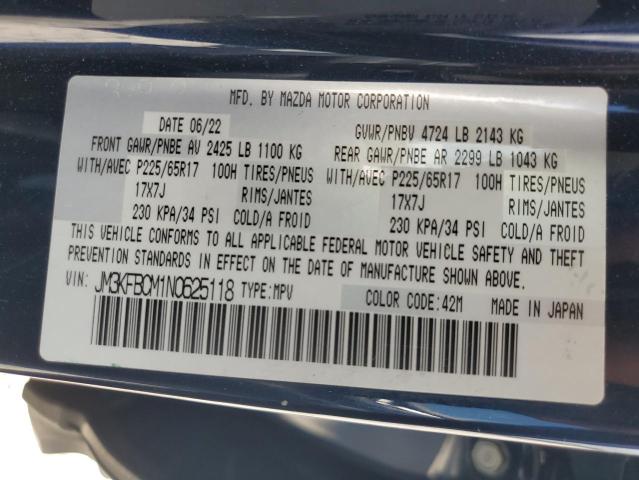 MFD. BY MAZDA MOTOR CORPORATION
DATE 06/22 GVWR/PNBV 4724 LB 2143 KG
FRONT GAWR/PNBE AV 2425 LB 1100 KG REAR GAWR/PNBE AR 2299 LB 1043 KG
WITH/AVEC P225/65R17 100H TIRES/PNEUS WITH/AVEC P225/65R17 100H TIRES/PNEUS
17X7J RIMS/JANTES 17X7J RIMS/JANTES
230 KPA/34 PSI COLD/A FROID 230 KPA/34 PSI COLD/A FROID
THIS VEHICLE CONFORMS TO ALL APPLICABLE FEDERAL MOTOR VEHICLE SAFETY AND THEFT
PREVENTION STANDARDS IN EFFECT ON THE DATE OF MANUFACTURE SHOWN ABOVE.
VIN: JM3KFBCM1N0625118 TYPE:MPV COLOR CODE:42M MADE IN JAPAN